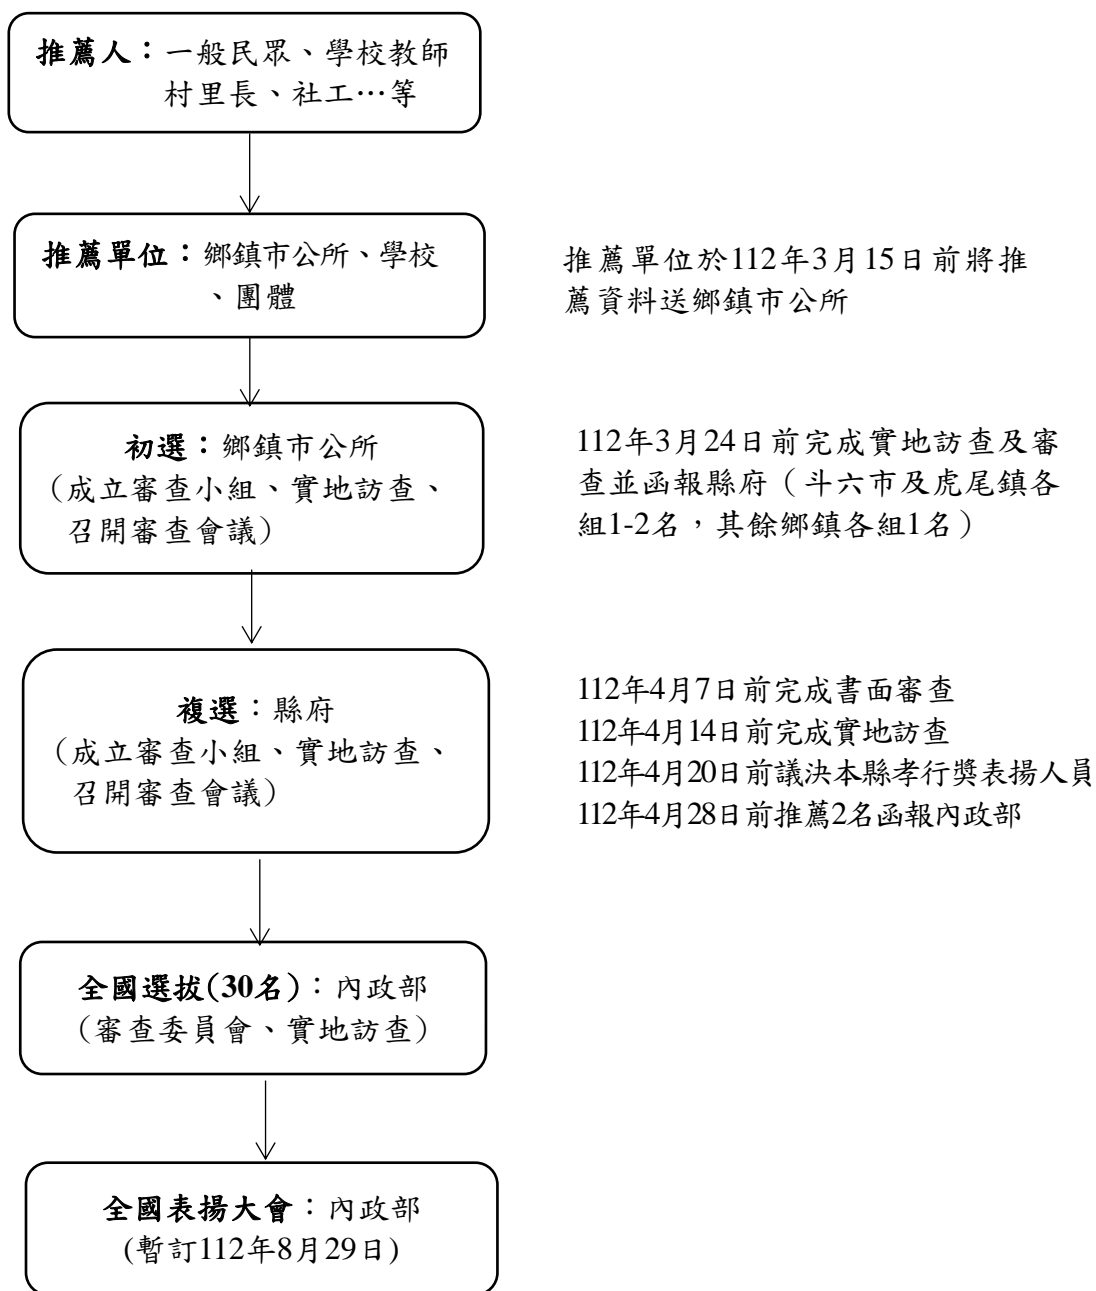 推薦人：一般民眾、學校教師
村里長、社工…等
推薦單位：鄉鎮市公所、學校
、團體
推薦單位於112年3月15日前將推
薦資料送鄉鎮市公所
初選：鄉鎮市公所
（成立審查小組、實地訪查、
召開審查會議）
112年3月24日前完成實地訪查及審
查並函報縣府（斗六市及虎尾鎮各
組1-2名，其餘鄉鎮各組1名）
複選：縣府
（成立審查小組、實地訪查、
召開審查會議）
112年4月7日前完成書面審查
112年4月14日前完成實地訪查
112年4月20日前議決本縣孝行獎表揚人員
112年4月28日前推薦2名函報內政部
全國選拔(30名)：內政部
（審查委員會、實地訪查）
全國表揚大會：內政部
(暫訂112年8月29日)